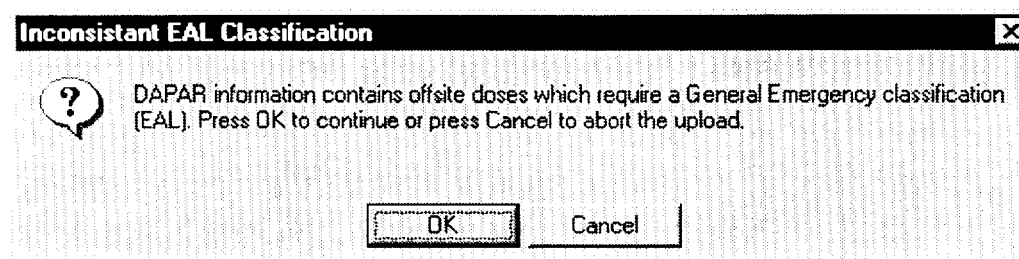 Inconsistant EAL Classification
DAPAR information contains offsite doses which require a General Emergency classification
(EAL). Press OK to continue or press Cancel to abort the upload.
OK Cancel